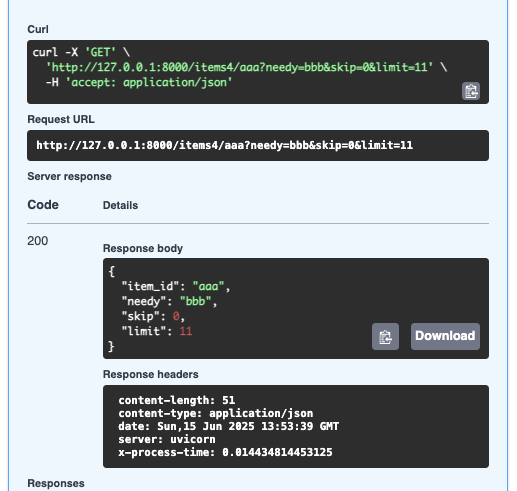 Curl
curl -X 'GET' \
'http://127.0.0.1:8000/items4/aaa?needy=bbb&skip=0&limit=11' \
-H 'accept: application/json'
Request URL
http://127.0.0.1:8000/items4/aaa?needy=bbb&skip=0&limit=11
Server response
Code Details
200
Response body
{
"item_id": "aaa",
"needy": "bbb",
"skip": 0,
"limit": 11
}
Download
Response headers
content-length: 51
content-type: application/json
date: Sun,15 Jun 2025 13:53:39 GMT
server: uvicorn
x-process-time: 0.014434814453125
Responses